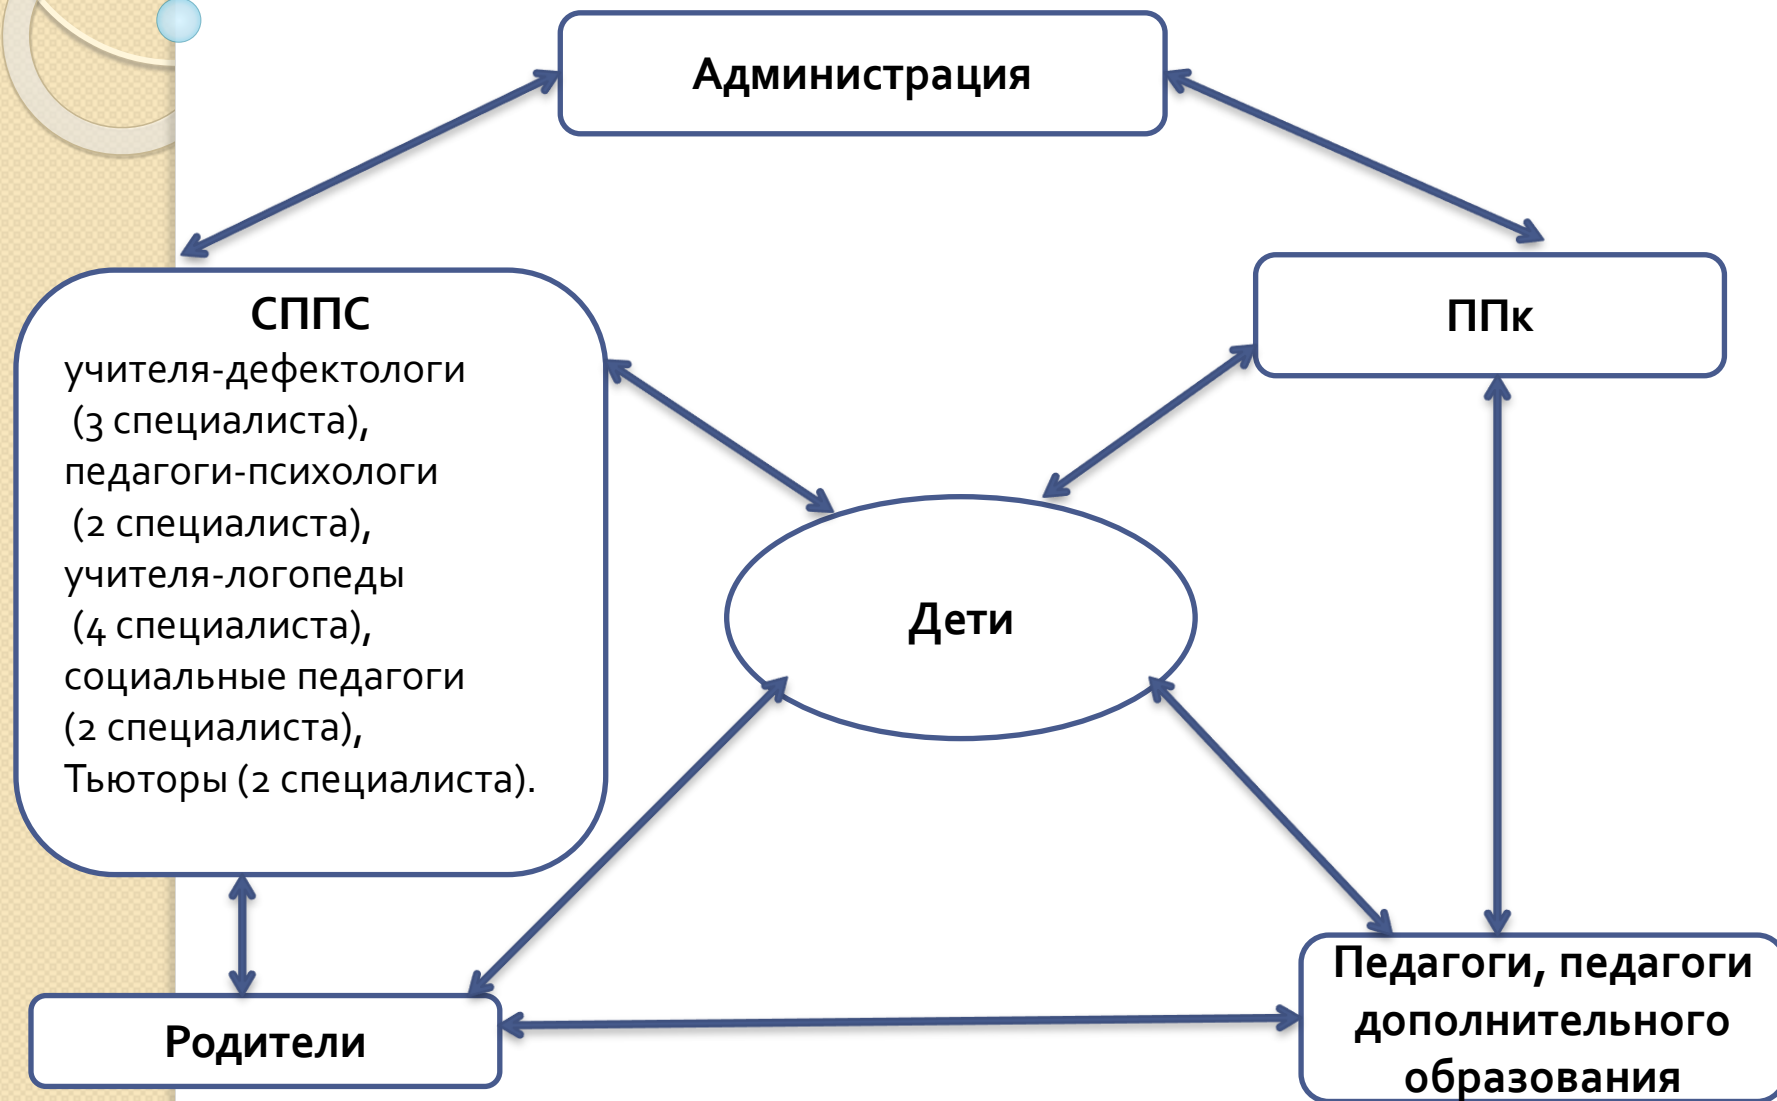 Администрация
СППС
учителя-дефектологи
(3 специалиста),
педагоги-психологи
(2 специалиста),
учителя-логопеды
(4 специалиста),
социальные педагоги
(2 специалиста),
Тьюторы (2 специалиста).
ППк
Дети
Родители
Педагоги, педагоги
дополнительного
образования